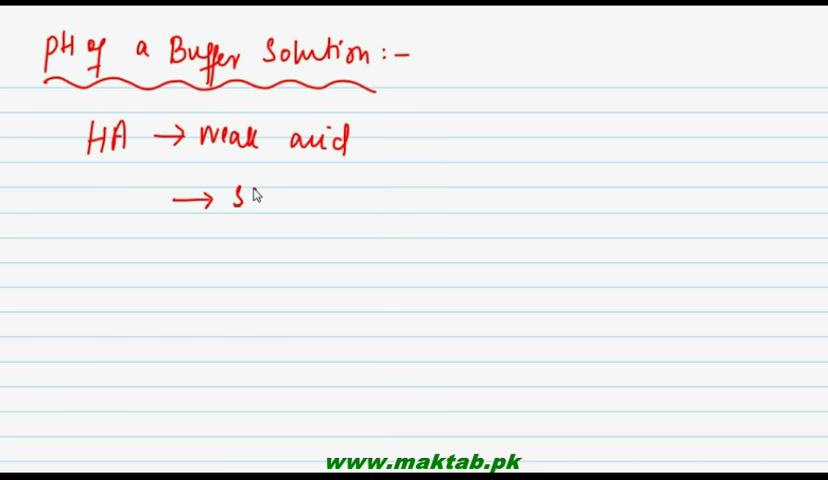 pH of a Buffer Solution :-
HA → Weak acid
→ S
www.maktab.pk